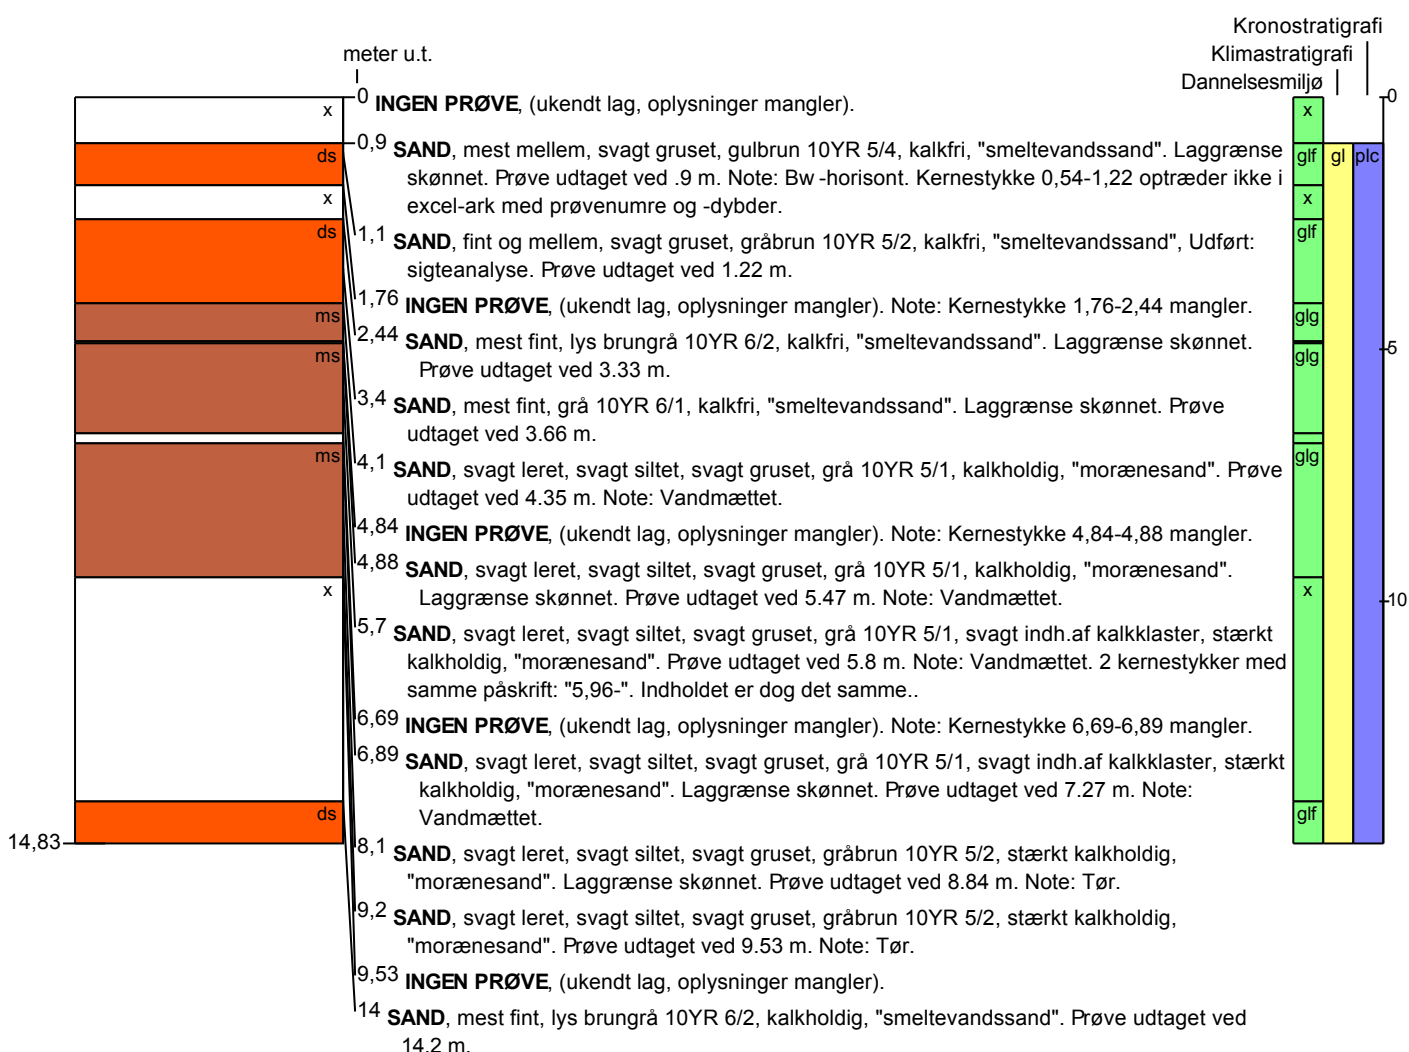 Kronostratigrafi
Klimastratigrafi
Dannelsesmiljø
meter u.t.
0 INGEN PRØVE, (ukendt lag, oplysninger mangler).
x
x
0
0,9 SAND, mest mellem, svagt gruset, gulbrun 10YR 5/4, kalkfri, "smeltevandssand". Laggrænse
skønnet. Prøve udtaget ved .9 m. Note: Bw -horisont. Kernestykke 0,54-1,22 optræder ikke i
excel-ark med prøvenumre og -dybder.
ds
glf
gl
plc
x
x
1,1 SAND, fint og mellem, svagt gruset, gråbrun 10YR 5/2, kalkfri, "smeltevandssand", Udført:
sigteanalyse. Prøve udtaget ved 1.22 m.
ds
glf
1,76 INGEN PRØVE, (ukendt lag, oplysninger mangler). Note: Kernestykke 1,76-2,44 mangler.
ms
glg
2,44 SAND, mest fint, lys brungrå 10YR 6/2, kalkfri, "smeltevandssand". Laggrænse skønnet.
Prøve udtaget ved 3.33 m.
ms
glg
5
3,4 SAND, mest fint, grå 10YR 6/1, kalkfri, "smeltevandssand". Laggrænse skønnet. Prøve
udtaget ved 3.66 m.
4,1 SAND, svagt leret, svagt siltet, svagt gruset, grå 10YR 5/1, kalkholdig, "morænesand". Prøve
udtaget ved 4.35 m. Note: Vandmættet.
ms
glg
4,84 INGEN PRØVE, (ukendt lag, oplysninger mangler). Note: Kernestykke 4,84-4,88 mangler.
4,88 SAND, svagt leret, svagt siltet, svagt gruset, grå 10YR 5/1, kalkholdig, "morænesand".
Laggrænse skønnet. Prøve udtaget ved 5.47 m. Note: Vandmættet.
x
x
10
5,7 SAND, svagt leret, svagt siltet, svagt gruset, grå 10YR 5/1, svagt indh.af kalkklaster, stærkt
kalkholdig, "morænesand". Prøve udtaget ved 5.8 m. Note: Vandmættet. 2 kernestykker med
samme påskrift: "5,96-". Indholdet er dog det samme..
6,69 INGEN PRØVE, (ukendt lag, oplysninger mangler). Note: Kernestykke 6,69-6,89 mangler.
6,89 SAND, svagt leret, svagt siltet, svagt gruset, grå 10YR 5/1, svagt indh.af kalkklaster, stærkt
kalkholdig, "morænesand". Laggrænse skønnet. Prøve udtaget ved 7.27 m. Note:
Vandmættet.
ds
glf
14,83
8,1 SAND, svagt leret, svagt siltet, svagt gruset, gråbrun 10YR 5/2, stærkt kalkholdig,
"morænesand". Laggrænse skønnet. Prøve udtaget ved 8.84 m. Note: Tør.
9,2 SAND, svagt leret, svagt siltet, svagt gruset, gråbrun 10YR 5/2, stærkt kalkholdig,
"morænesand". Prøve udtaget ved 9.53 m. Note: Tør.
9,53 INGEN PRØVE, (ukendt lag, oplysninger mangler).
14 SAND, mest fint, lys brungrå 10YR 6/2, kalkholdig, "smeltevandssand". Prøve udtaget ved
14.2 m.